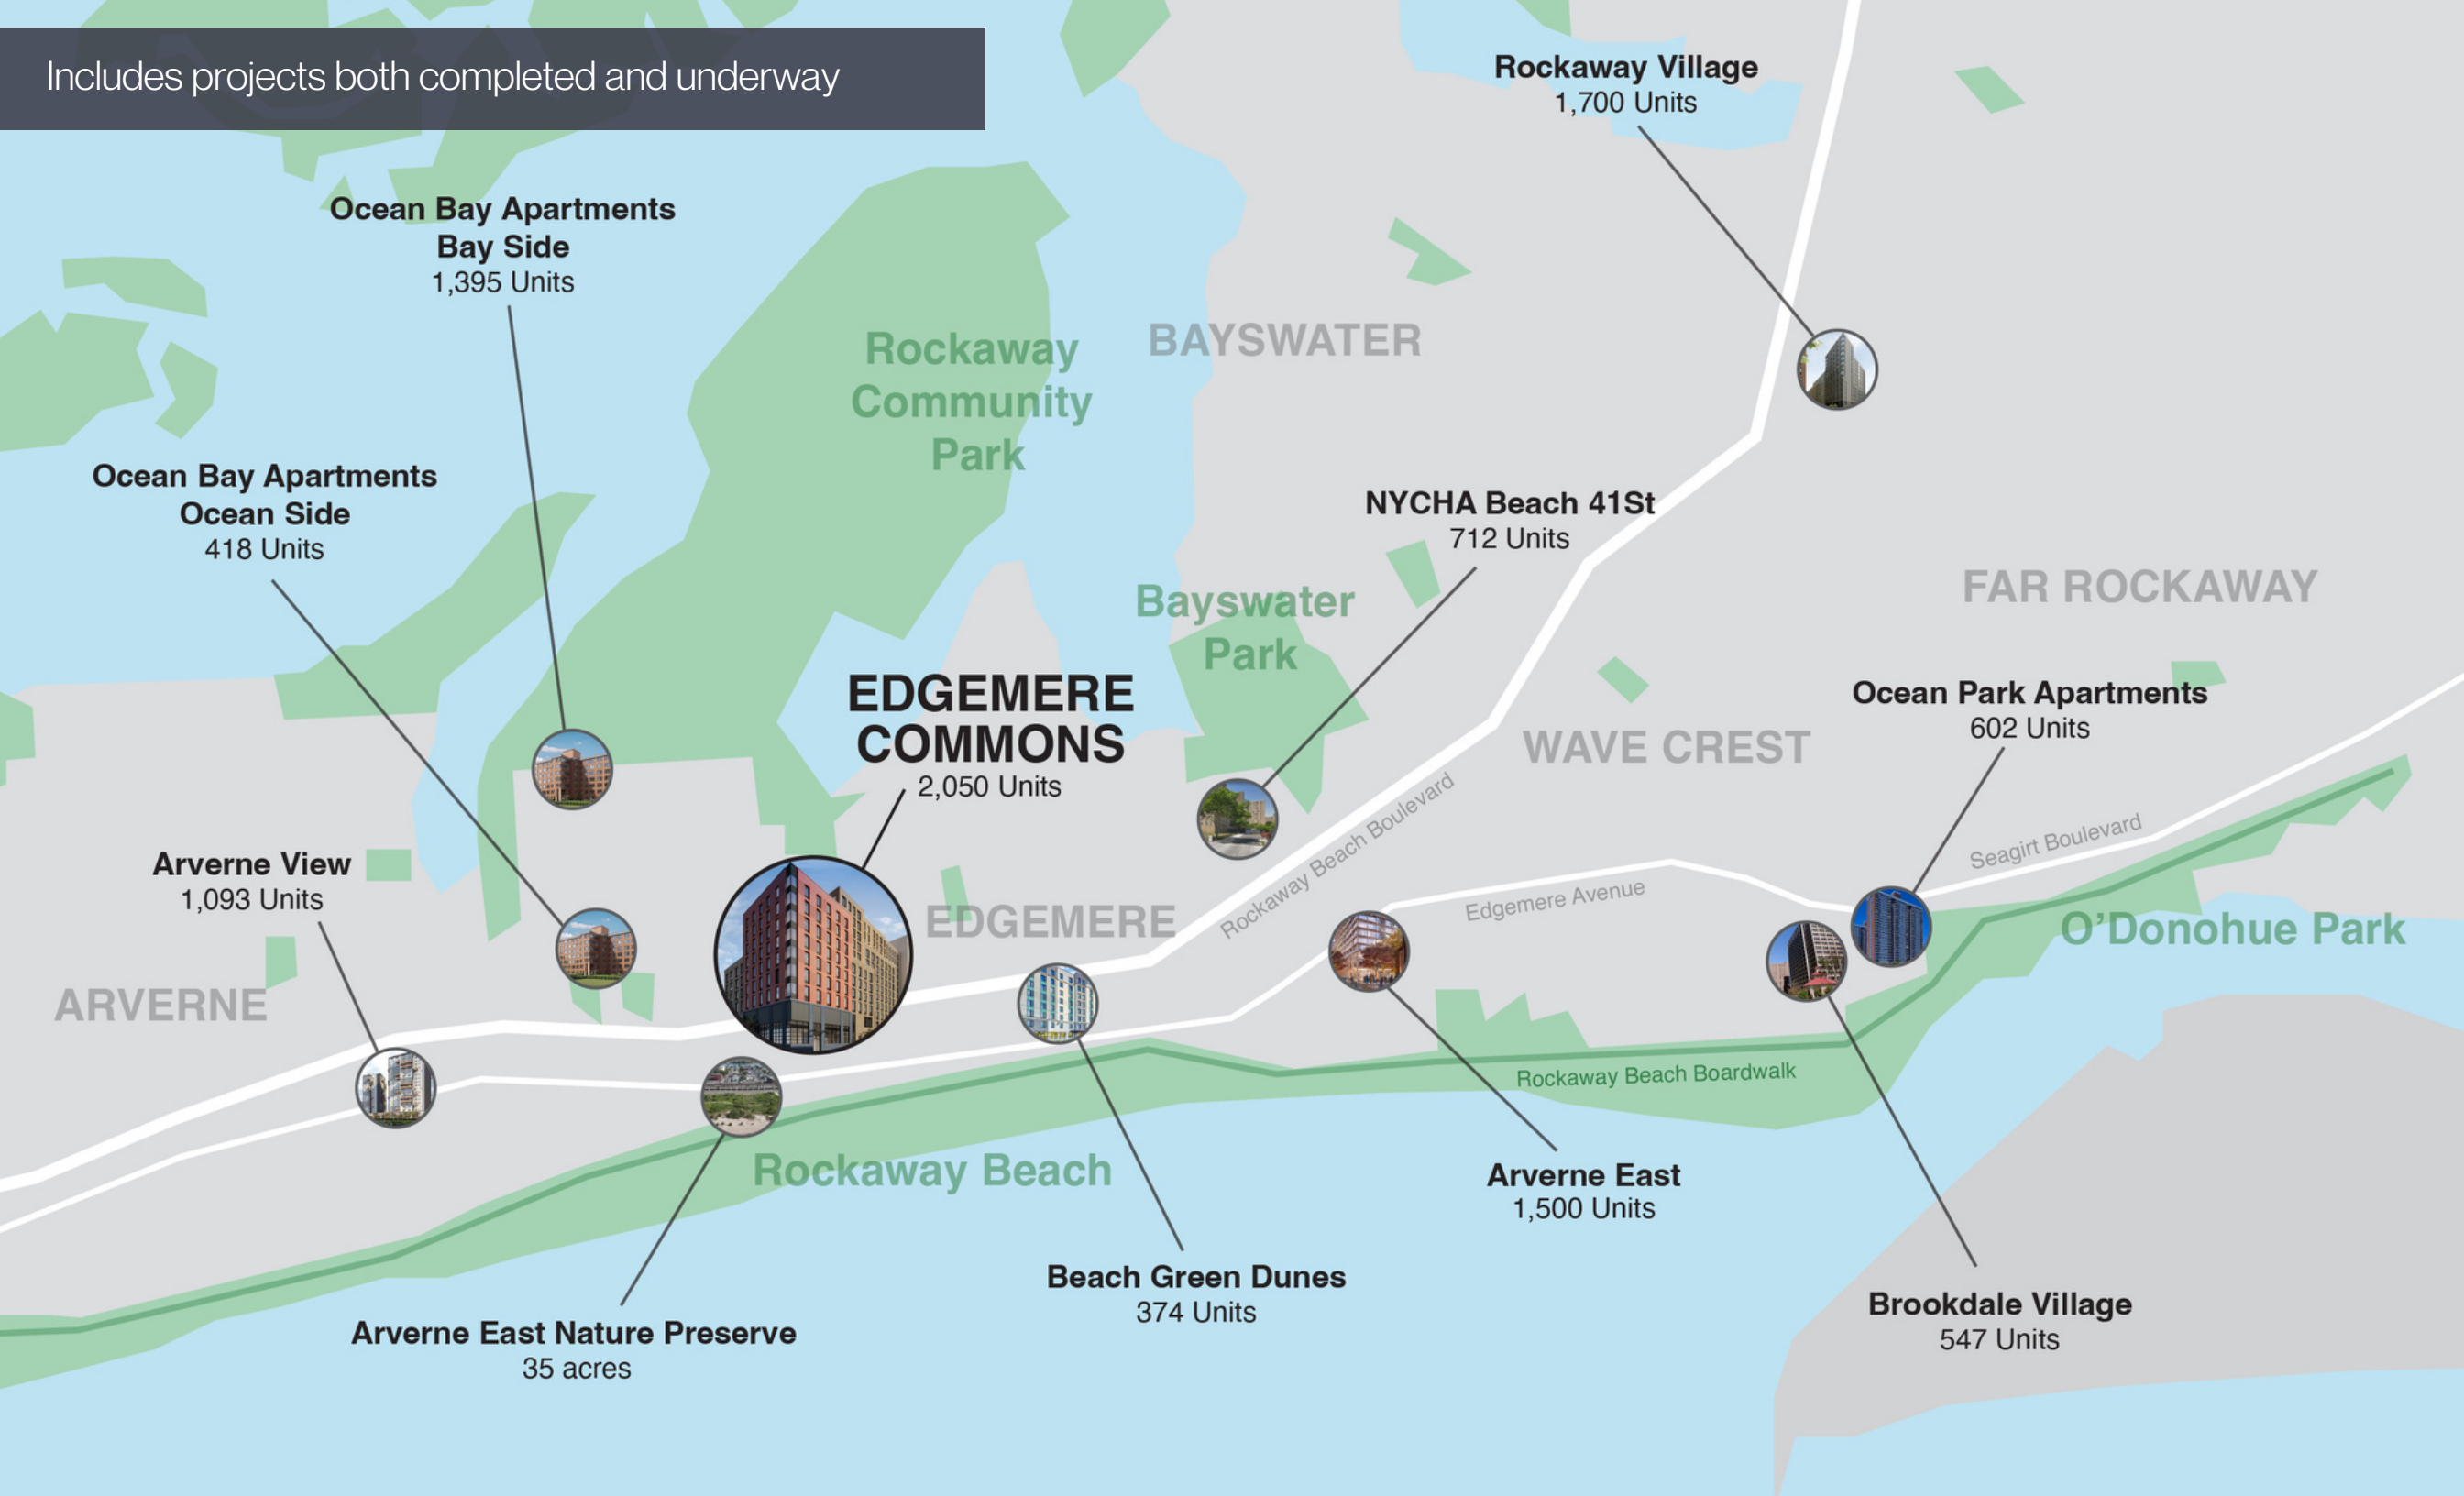 Includes projects both completed and underway
Rockaway Village
1,700 Units
Ocean Bay Apartments
Bay Side
1,395 Units
Rockaway
Community
Park
BAYSWATER
Ocean Bay Apartments
Ocean Side
418 Units
NYCHA Beach 41St
712 Units
Bayswater
Park
FAR ROCKAWAY
EDGEMERE
COMMONS
2,050 Units
WAVE CREST
Ocean Park Apartments
602 Units
Rockaway Beach Boulevard
Seagirt Boulevard
Arverne View
1,093 Units
EDGEMERE
Edgemere Avenue
O'Donohue Park
ARVERNE
Rockaway Beach Boardwalk
Rockaway Beach
Arverne East
1,500 Units
Beach Green Dunes
374 Units
Brookdale Village
547 Units
Arverne East Nature Preserve
35 acres